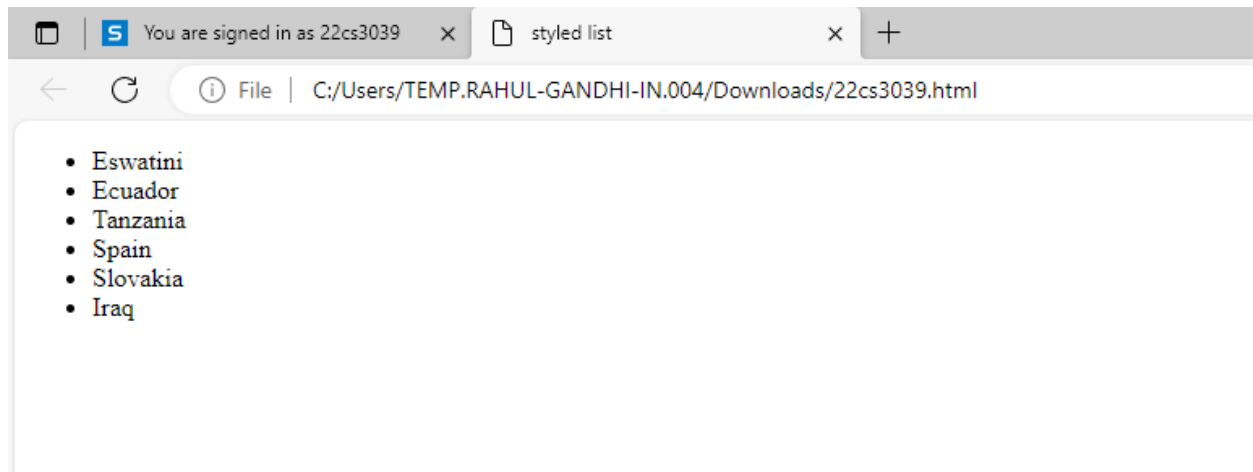 S You are signed in as 22cs3039 styled list
File C:/Users/TEMP.RAHUL-GANDHI-IN.004/Downloads/22cs3039.html
Eswatini
Ecuador
Tanzania
Spain
Slovakia
Iraq